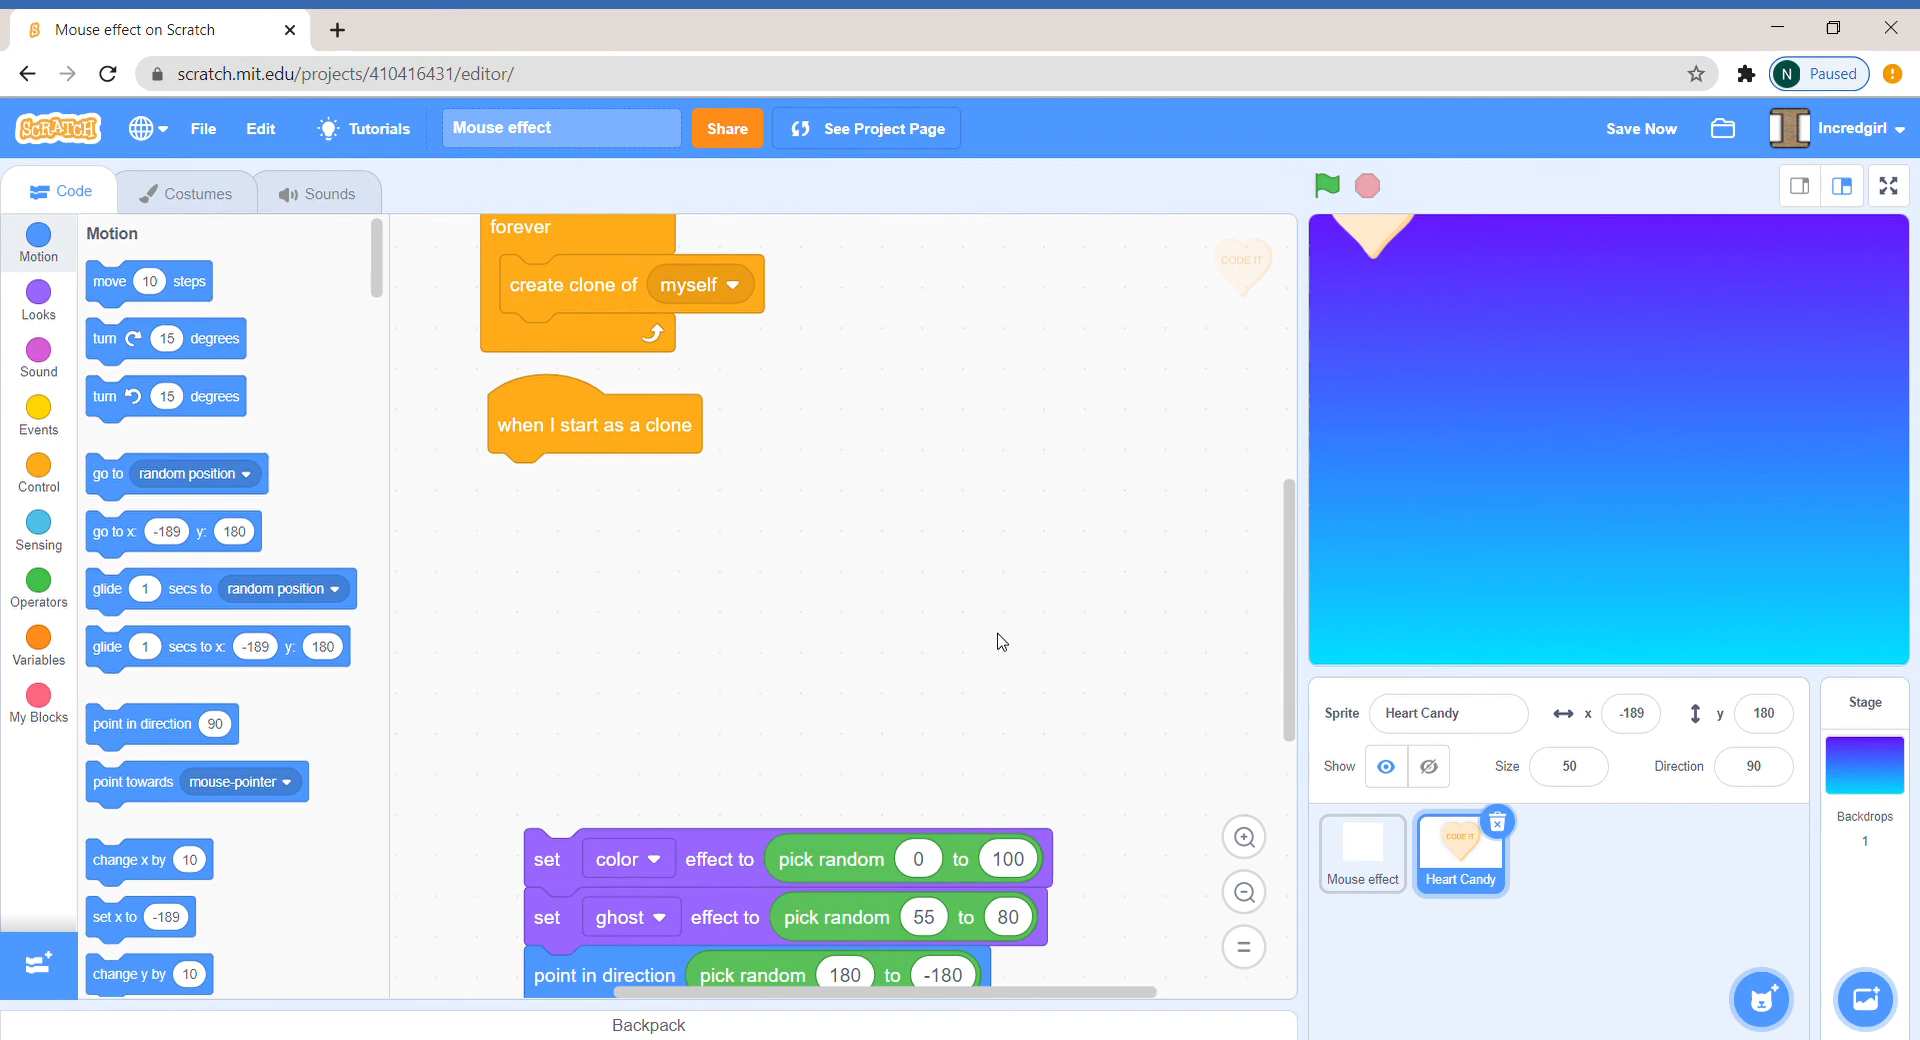 Mouse effect on Scratch
scratch.mit.edu/projects/410416431/editor/
N Paused
SCRATCH File Edit Tutorials Mouse effect Share See Project Page Save Now Incredgirl
Code Costumes Sounds
Motion
Looks
Sound
Events
Control
Sensing
Operators
Variables
My Blocks
Motion
move 10 steps
turn 15 degrees
turn 15 degrees
go to random position
go to x: -189 y: 180
glide 1 secs to random position
glide 1 secs to x: -189 y: 180
point in direction 90
point towards mouse-pointer
change x by 10
set x to -189
change y by 10
forever
create clone of myself
when I start as a clone
set color effect to pick random 0 to 100
set ghost effect to pick random 55 to 80
point in direction pick random 180 to -180
CODE IT
Backpack
Sprite Heart Candy x -189 y 180
Show Size 50 Direction 90
Mouse effect
CODE IT
Heart Candy
Stage
Backdrops
1